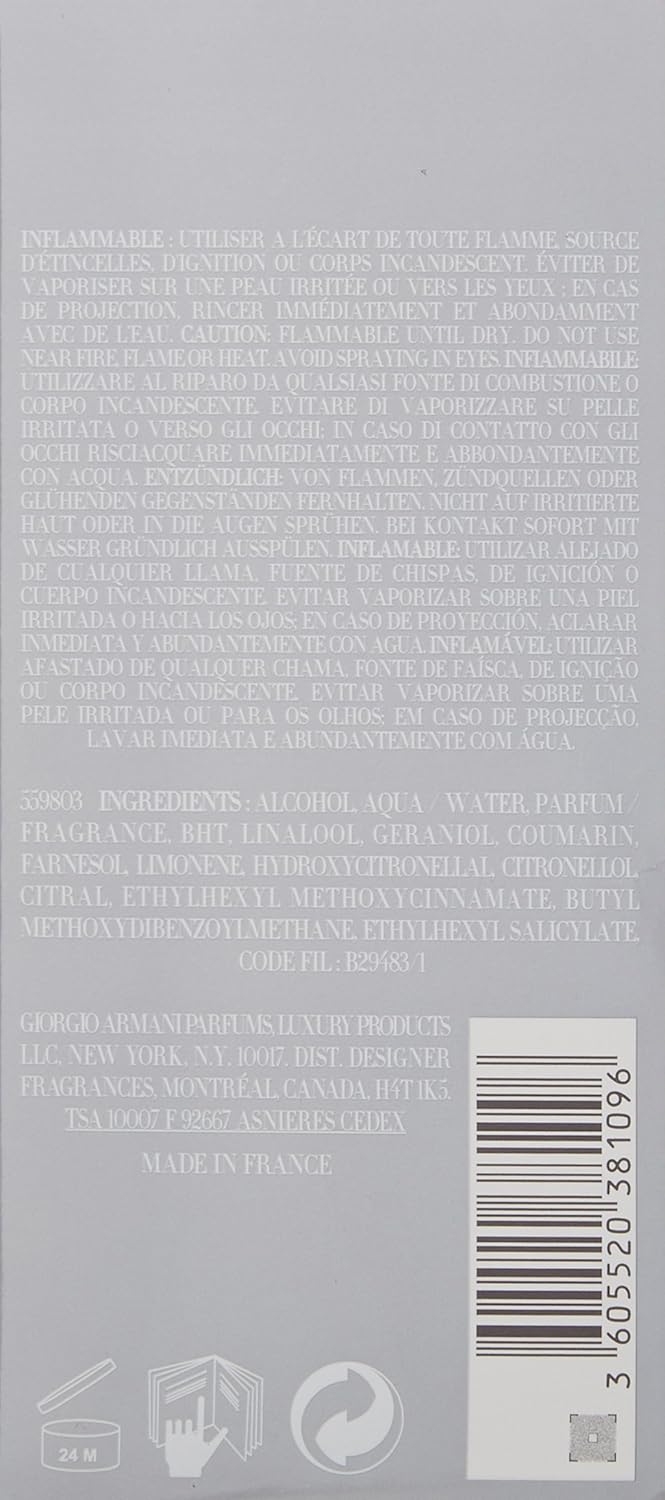 INFLAMMABLE : UTILISER A L'ÉCART DE TOUTE FLAMME, SOURCE
D'ÉTINCELLES, D'IGNITION OU CORPS INCANDESCENT. ÉVITER DE
VAPORISER SUR UNE PEAU IRRITÉE OU VERS LES YEUX ; EN CAS
DE PROJECTION, RINCER IMMÉDIATEMENT ET ABONDAMMENT
AVEC DE L'EAU. CAUTION: FLAMMABLE UNTIL DRY. DO NOT USE
NEAR FIRE, FLAME OR HEAT. AVOID SPRAYING IN EYES. INFIAMMABILE:
UTILIZZARE AL RIPARO DA QUALSIASI FONTE DI COMBUSTIONE O
CORPO INCANDESCENTE. EVITARE DI VAPORIZZARE SU PELLE
IRRITATA O VERSO GLI OCCHI; IN CASO DI CONTATTO CON GLI
OCCHI RISCIACQUARE IMMEDIATAMENTE E ABBONDANTEMENTE
CON ACQUA. ENTZÜNDLICH: VON FLAMMEN, ZÜNDQUELLEN ODER
GLÜHENDEN GEGENSTÄNDEN FERNHALTEN. NICHT AUF IRRITIERTE
HAUT ODER IN DIE AUGEN SPRÜHEN. BEI KONTAKT SOFORT MIT
WASSER GRÜNDLICH AUSSPÜLEN. INFLAMABLE: UTILIZAR ALEJADO
DE CUALQUIER LLAMA, FUENTE DE CHISPAS, DE IGNICIÓN O
CUERPO INCANDESCENTE. EVITAR VAPORIZAR SOBRE UNA PIEL
IRRITADA O HACIA LOS OJOS; EN CASO DE PROYECCIÓN, ACLARAR
INMEDIATA Y ABUNDANTEMENTE CON AGUA. INFLAMÁVEL: UTILIZAR
AFASTADO DE QUALQUER CHAMA, FONTE DE FAÍSCA, DE IGNIÇÃO
OU CORPO INCANDESCENTE. EVITAR VAPORIZAR SOBRE UMA
PELE IRRITADA OU PARA OS OLHOS; EM CASO DE PROJECÇÃO,
LAVAR IMEDIATA E ABUNDANTEMENTE COM ÁGUA.
559803 INGREDIENTS : ALCOHOL, AQUA / WATER, PARFUM /
FRAGRANCE, BHT, LINALOOL, GERANIOL, COUMARIN,
FARNESOL, LIMONENE, HYDROXYCITRONELLAL, CITRONELLOL,
CITRAL, ETHYLHEXYL METHOXYCINNAMATE, BUTYL
METHOXYDIBENZOYLMETHANE, ETHYLHEXYL SALICYLATE,
CODE FIL : B29483/1
GIORGIO ARMANI PARFUMS, LUXURY PRODUCTS
LLC, NEW YORK, N.Y. 10017. DIST. DESIGNER
FRAGRANCES, MONTRÉAL, CANADA, H4T 1K5.
TSA 10007 F 92667 ASNIERES CEDEX
MADE IN FRANCE
3 605520 381096
24 M